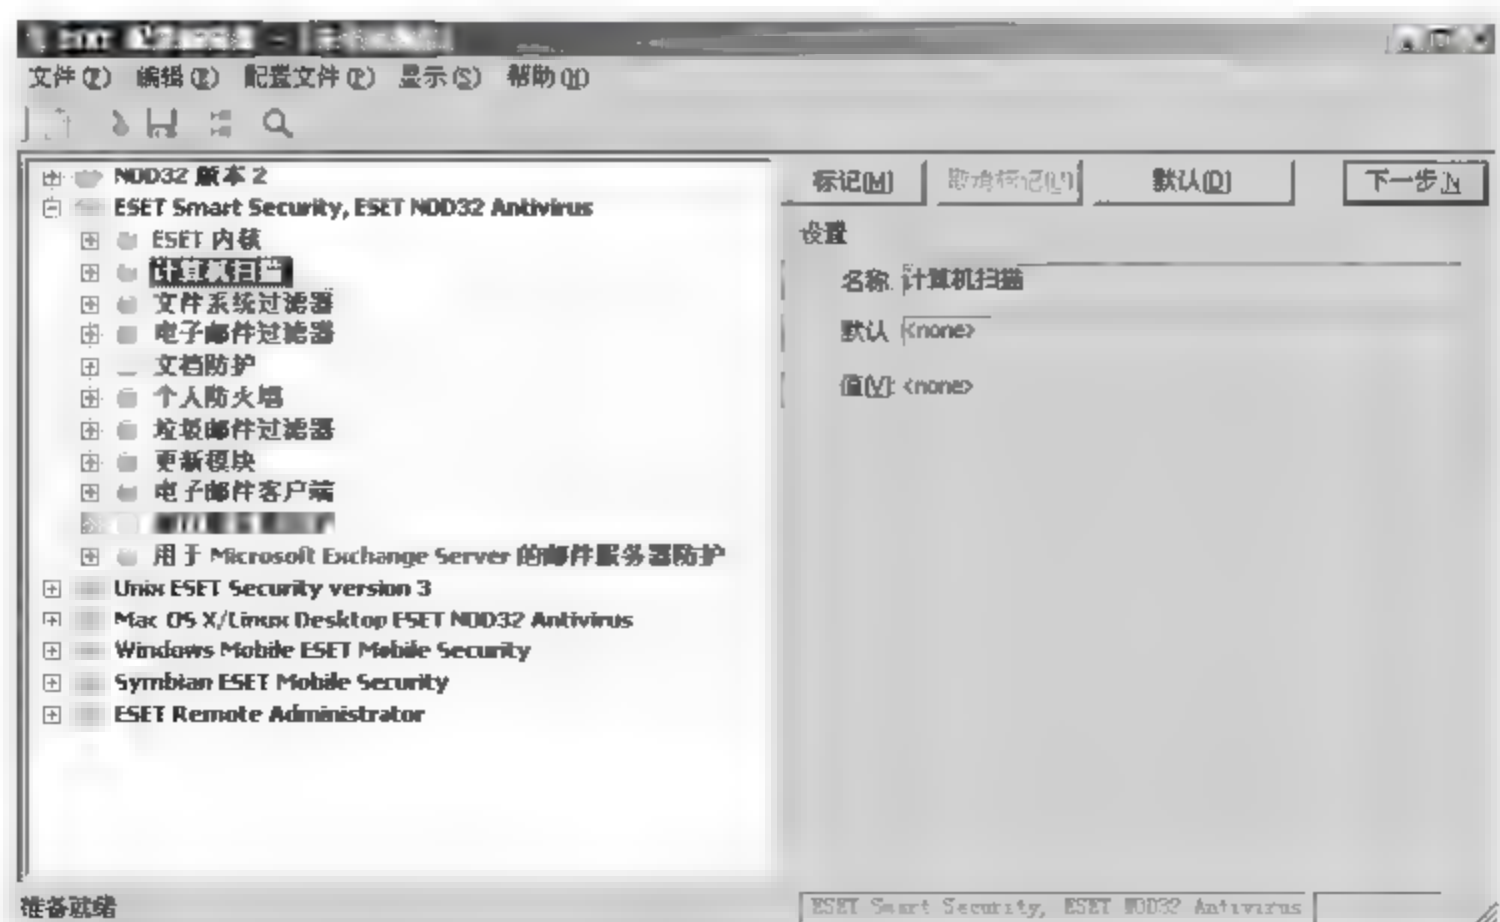 文件(F) 编辑(E) 配置文件(P) 显示(S) 帮助(H)
NOD32 版本 2
ESET Smart Security, ESET NOD32 Antivirus
ESET 内核
计算机扫描
文件系统过滤器
电子邮件过滤器
文档防护
个人防火墙
垃圾邮件过滤器
更新模块
电子邮件客户端
用于 Microsoft Exchange Server 的邮件服务器防护
Unix ESET Security version 3
Mac OS X/Linux Desktop ESET NOD32 Antivirus
Windows Mobile ESET Mobile Security
Symbian ESET Mobile Security
ESET Remote Administrator
标记(M) 取消标记(U) 默认(D) 下一步(N)
设置
名称: 计算机扫描
默认 <none>
值(V): <none>
准备就绪
ESET Smart Security, ESET NOD32 Antivirus